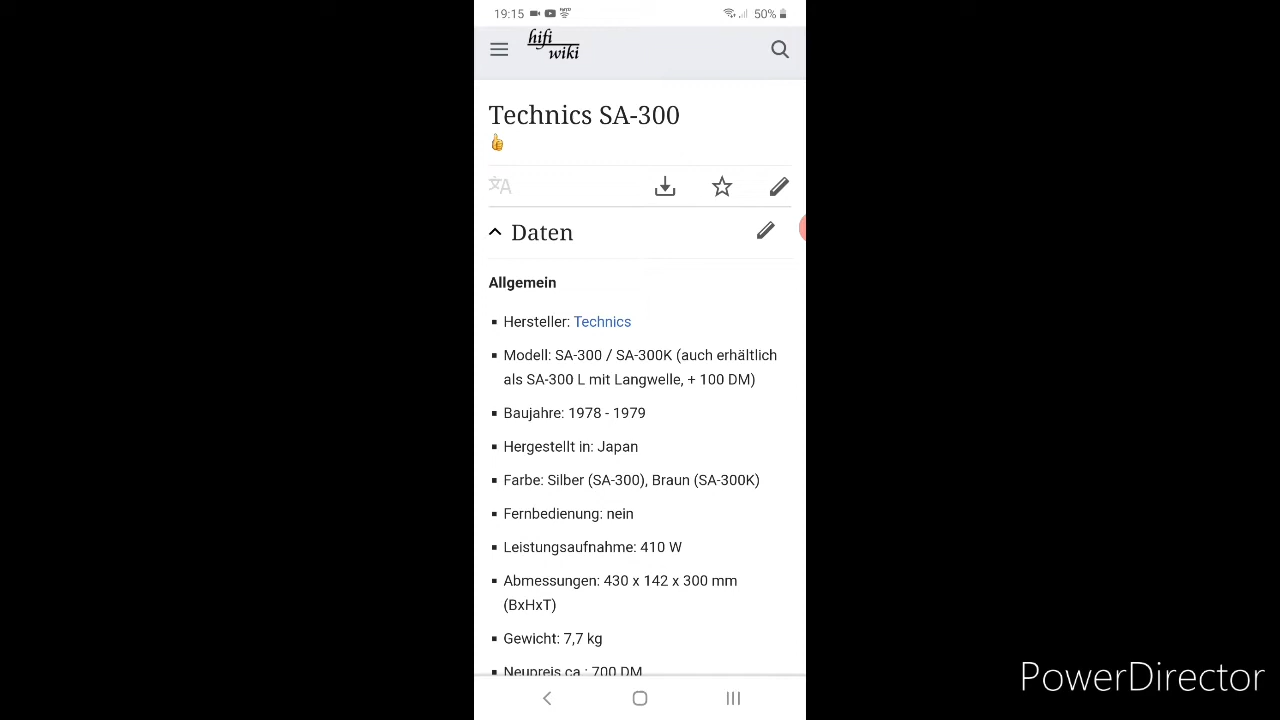 19:15
50%
hifi
wiki
Technics SA-300
Daten
Allgemein
Hersteller: Technics
Modell: SA-300 / SA-300K (auch erhältlich
als SA-300 L mit Langwelle, + 100 DM)
Baujahre: 1978 - 1979
Hergestellt in: Japan
Farbe: Silber (SA-300), Braun (SA-300K)
Fernbedienung: nein
Leistungsaufnahme: 410 W
Abmessungen: 430 x 142 x 300 mm
(BxHxT)
Gewicht: 7,7 kg
Neupreis ca.: 700 DM
PowerDirector